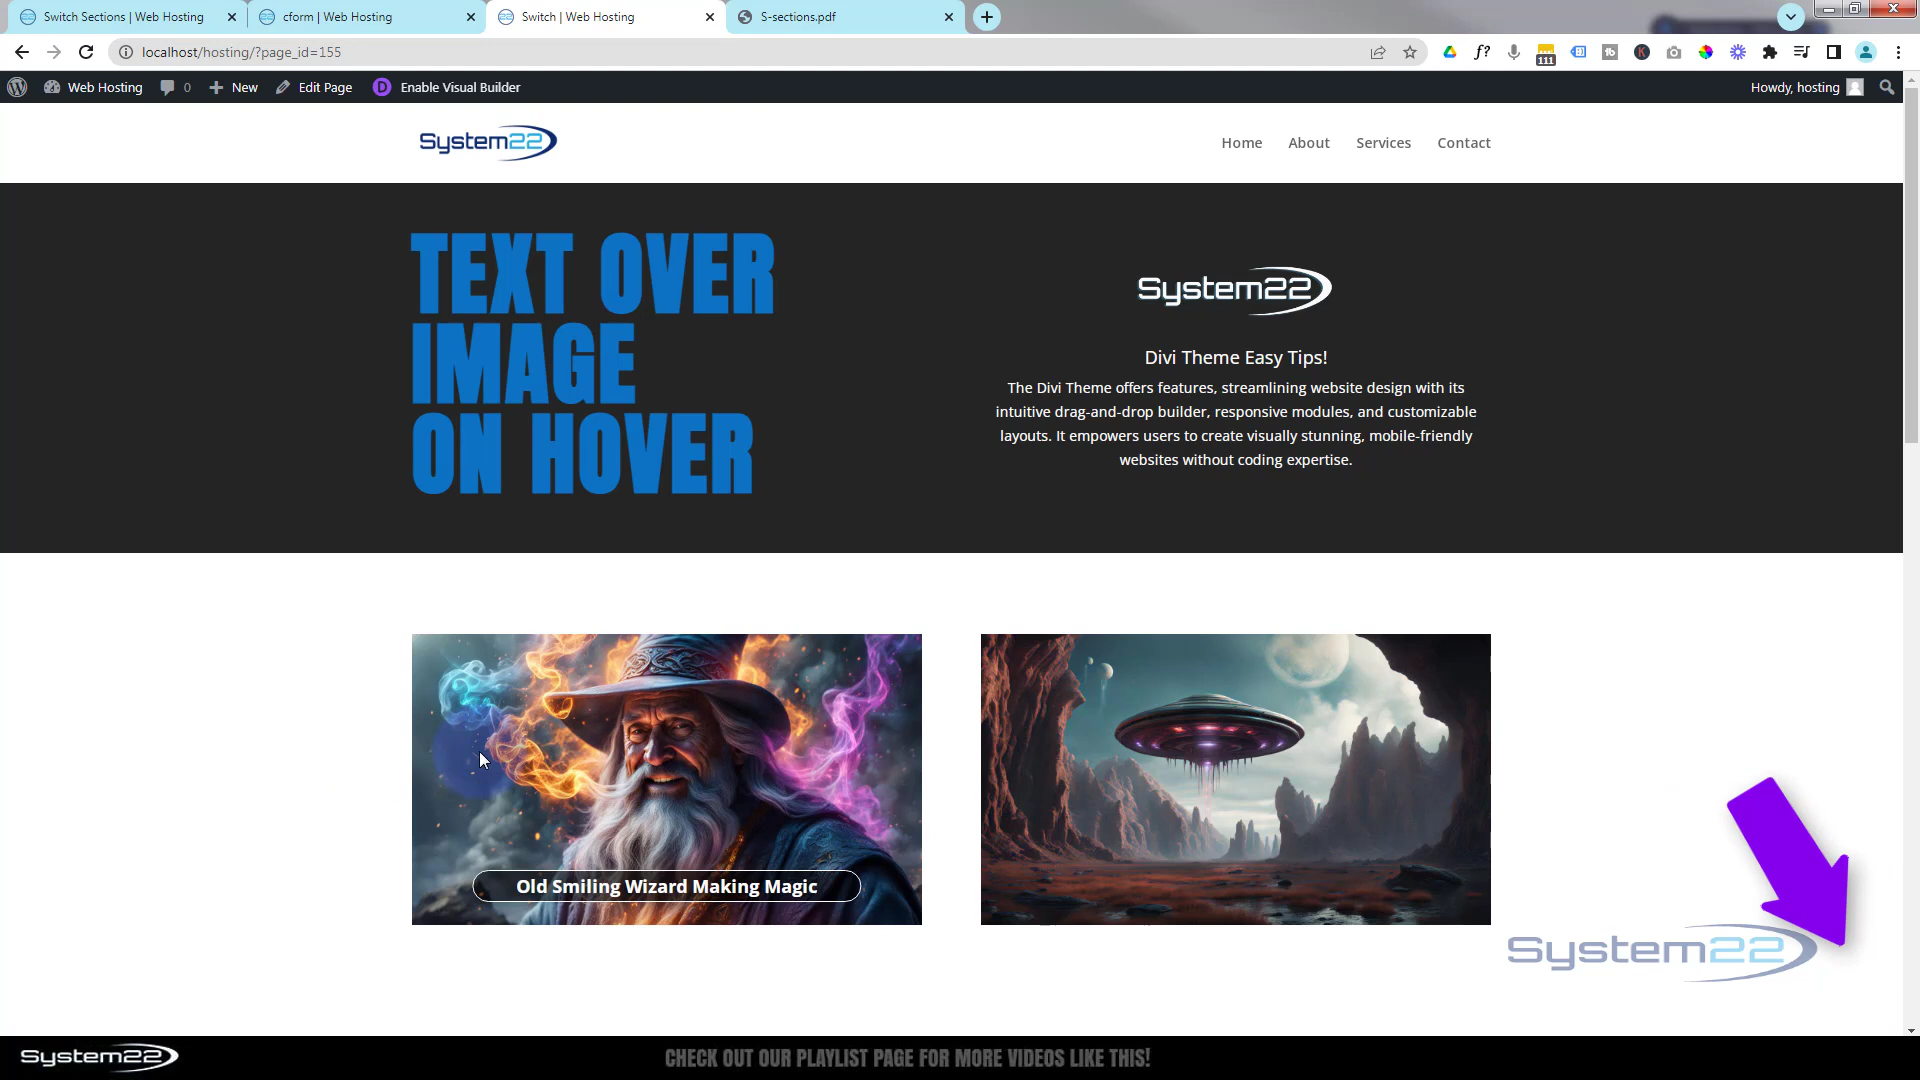 Switch Sections | Web Hosting
cform | Web Hosting
Switch | Web Hosting
S-sections.pdf
localhost/hosting/?page_id=155
f?
111
Web Hosting
0
New
Edit Page
D
Enable Visual Builder
Howdy, hosting
System22
Home
About
Services
Contact
TEXT OVER
IMAGE
ON HOVER
System22
Divi Theme Easy Tips!
The Divi Theme offers features, streamlining website design with its
intuitive drag-and-drop builder, responsive modules, and customizable
layouts. It empowers users to create visually stunning, mobile-friendly
websites without coding expertise.
Old Smiling Wizard Making Magic
System22
System22
CHECK OUT OUR PLAYLIST PAGE FOR MORE VIDEOS LIKE THIS!